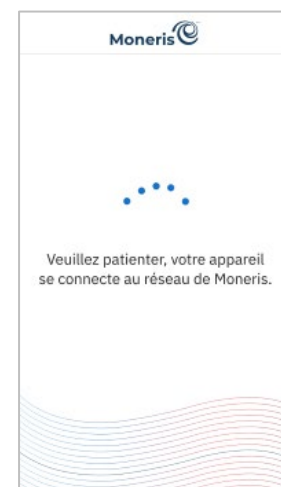 Moneris
Veuillez patienter, votre appareil
se connecte au réseau de Moneris.